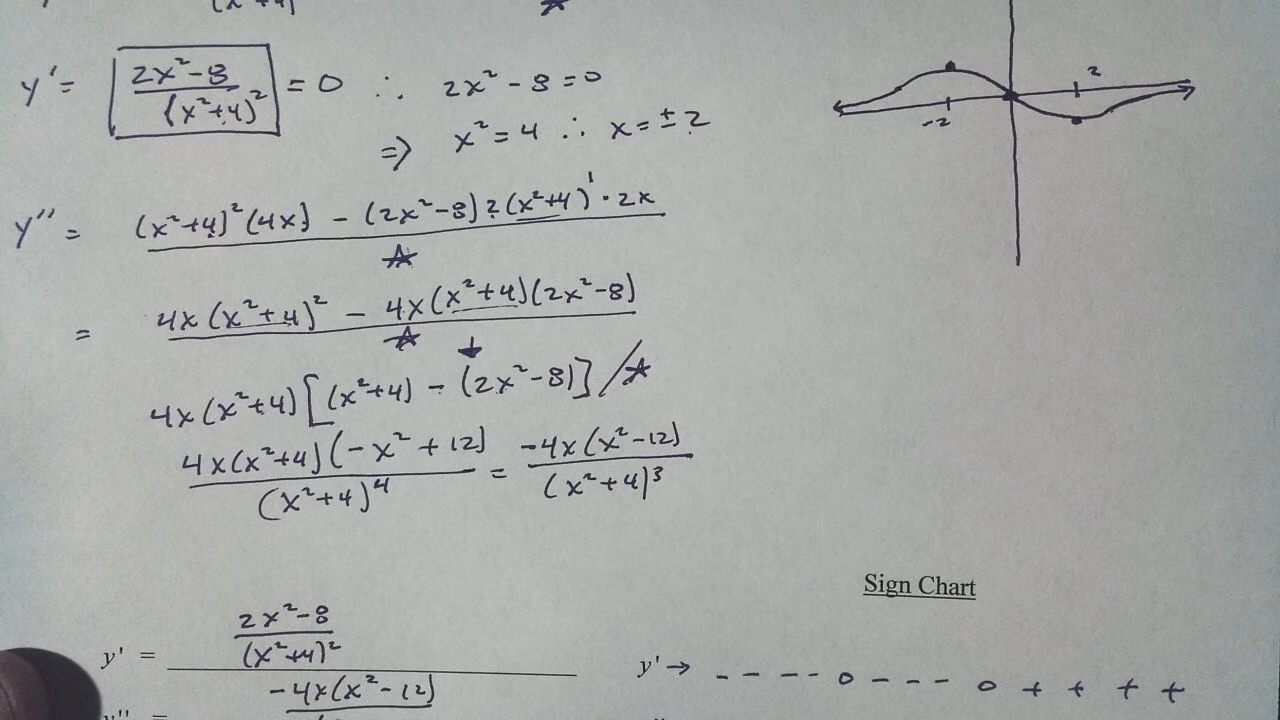 (x²+4)
y' = 2x²-8 / (x²+4)² = 0 ∴ 2x²-8=0
⇒ x²=4 ∴ x=±2
y'' = (x²+4)²(4x) - (2x²-8)2(x²+4)¹·2x / ☆
= 4x(x²+4)² - 4x(x²+4)(2x²-8) / ☆
4x(x²+4)[(x²+4) - (2x²-8)] / ☆
4x(x²+4)(-x²+12) / (x²+4)⁴ = -4x(x²-12) / (x²+4)³
-2
2
Sign Chart
y' = 2x²-8 / (x²+4)²
y' → - - - - 0 - - - 0 + + + +
y'' = -4x(x²-12)